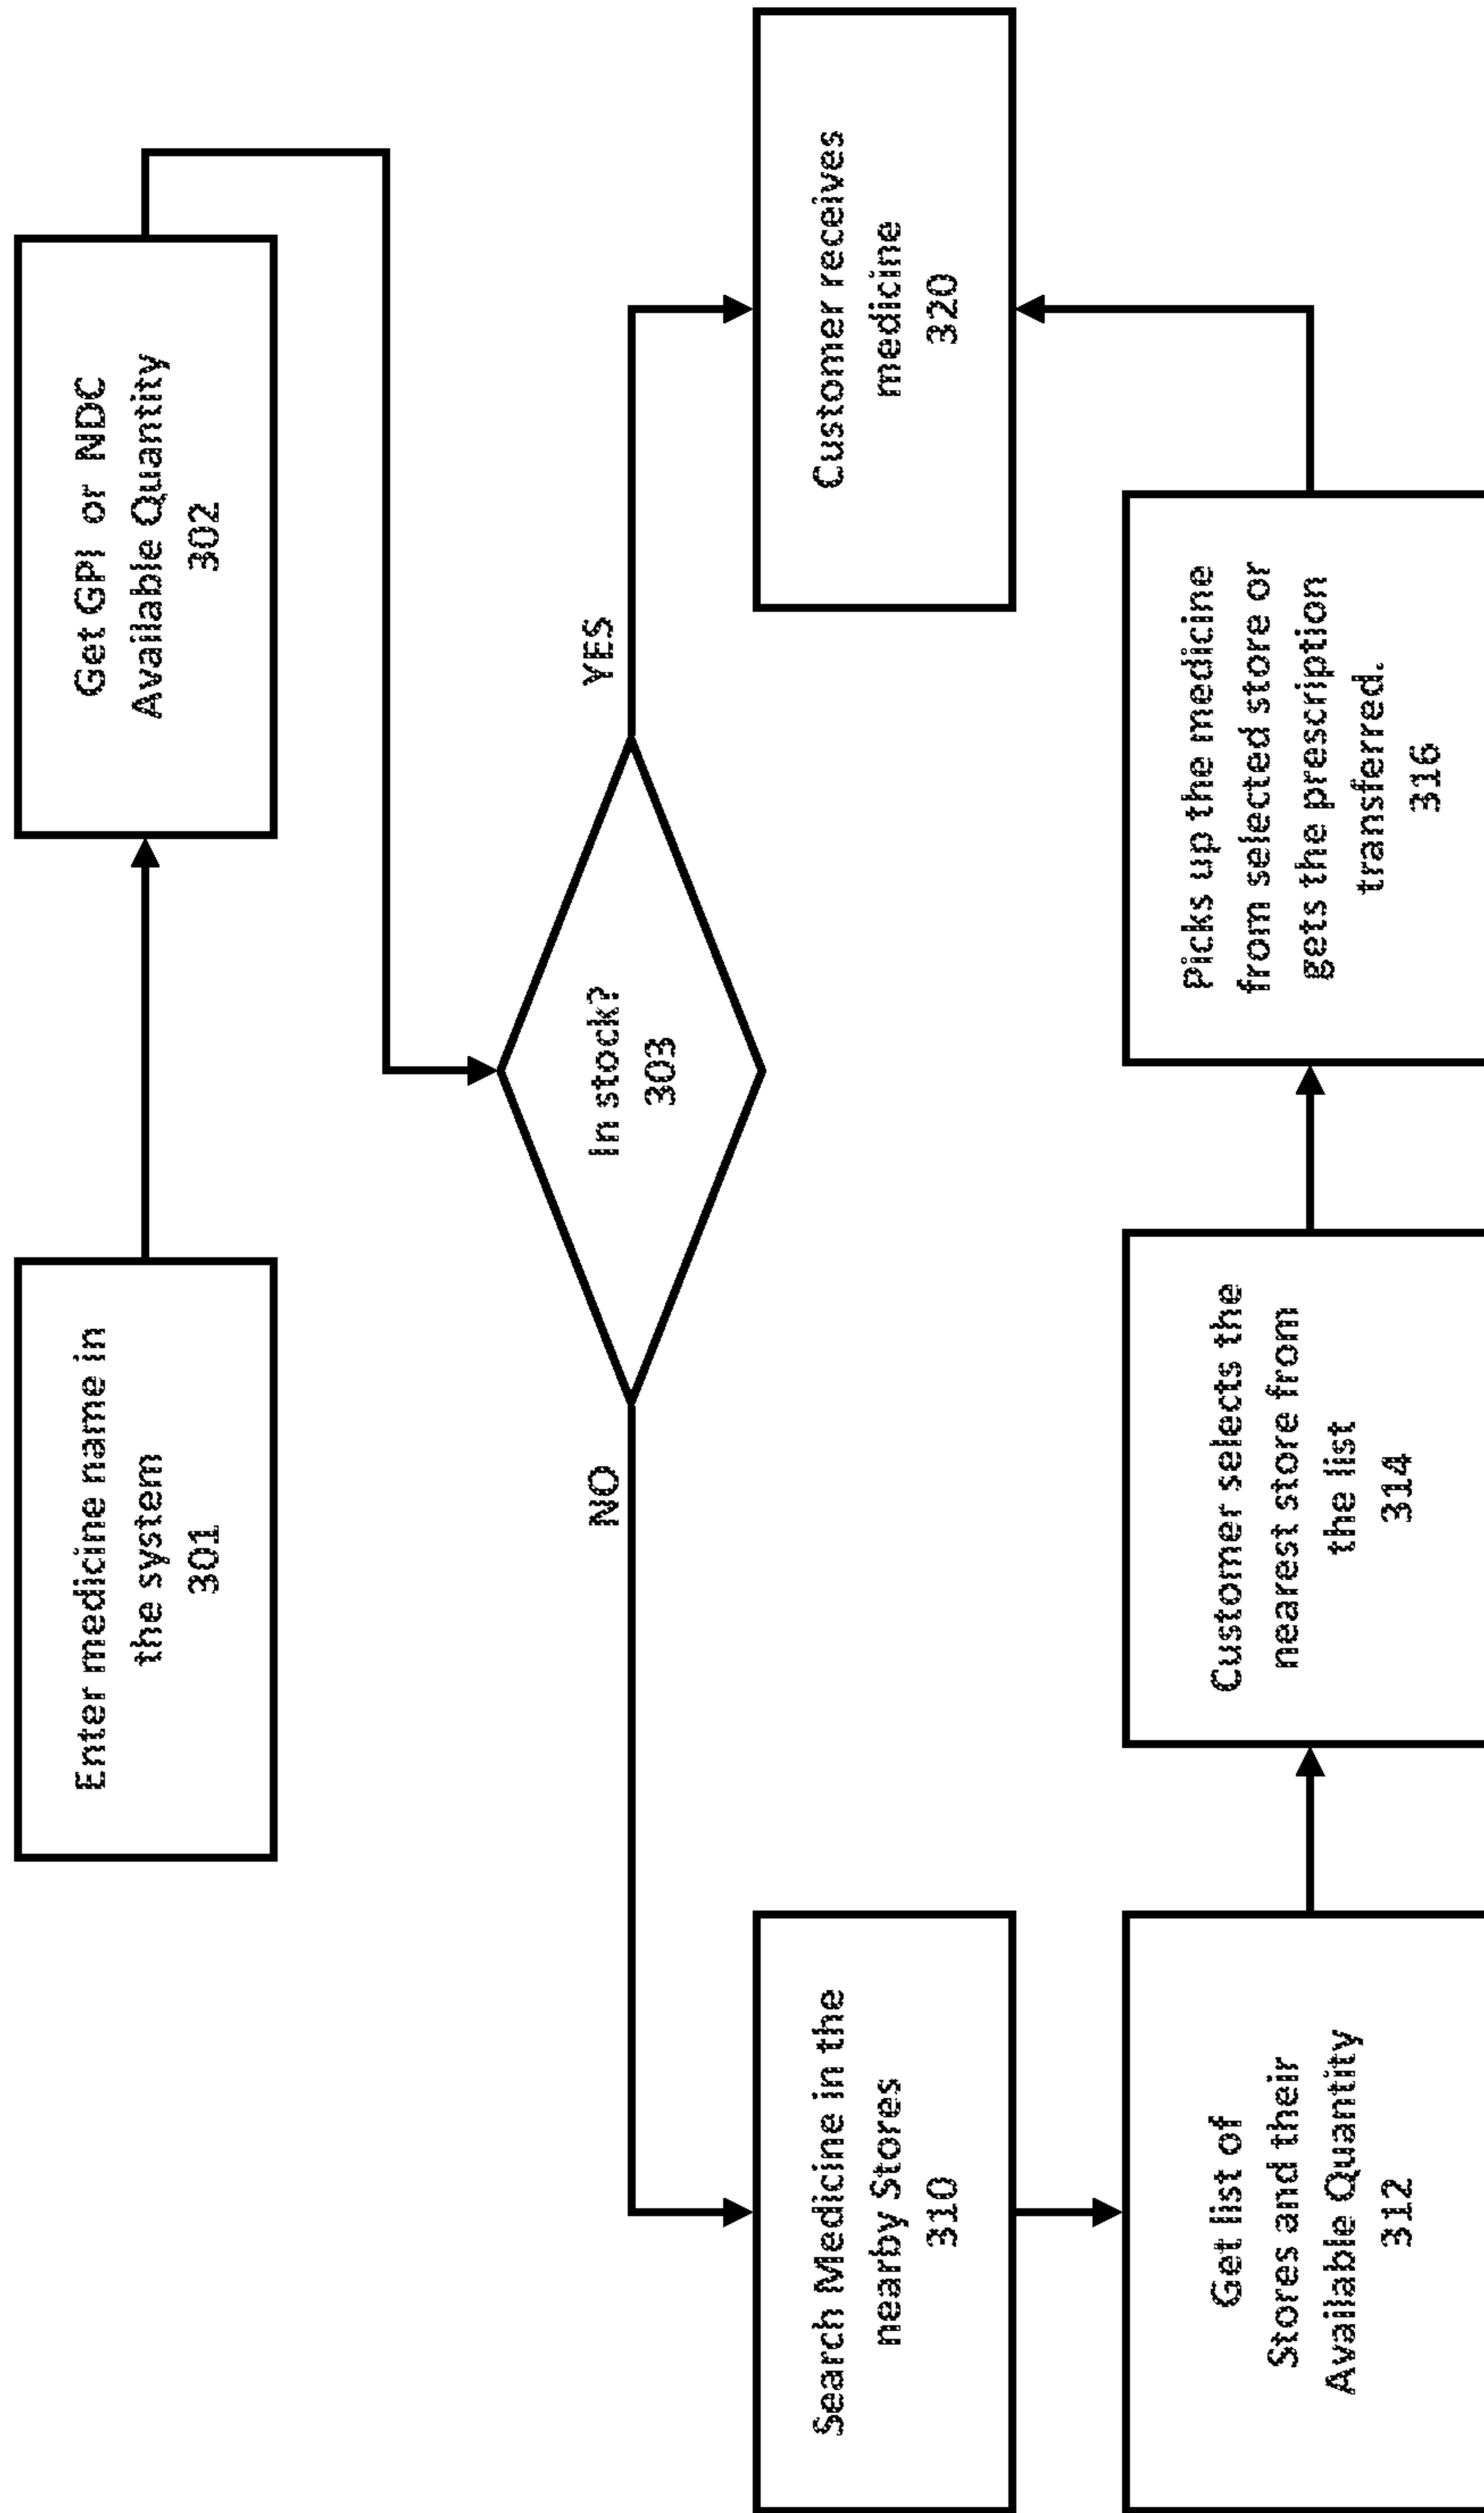 Enter medicine name in
the system
301
Get GPI or NDC
Available Quantity
302
In stock?
303
NO
YES
Search Medicine in the
nearby Stores
310
Customer receives
medicine
320
Get list of
Stores and their
Available Quantity
312
Customer selects the
nearest store from
the list
314
Picks up the medicine
from selected store or
gets the prescription
transferred.
316